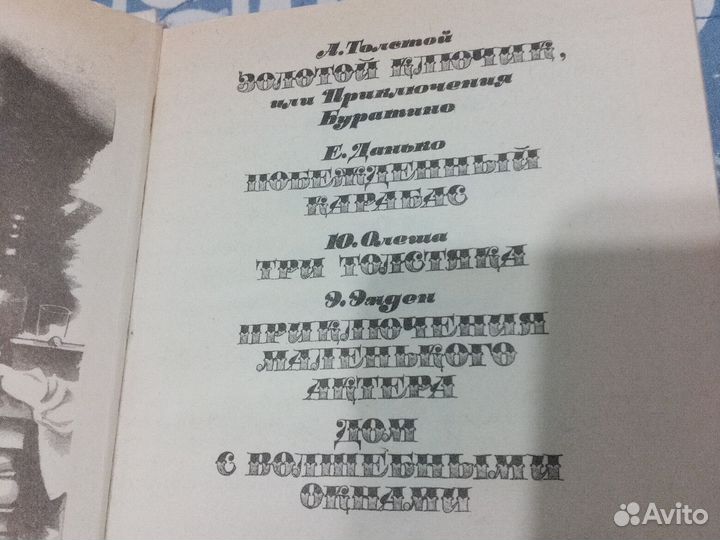 А. Толстой
ЗОЛОТОЙ КЛЮЧИК,
или Приключения
Буратино
Е. Данько
ПОБЕЖДЕННЫЙ
КАРАБАС
Ю. Олеша
ТРИ ТОЛСТЯКА
Э. Эмден
ПРИКЛЮЧЕНИЯ
МАЛЕНЬКОГО
АКТЕРА
ДОМ
С ВОЛШЕБНЫМИ
ОКНАМИ
Avito